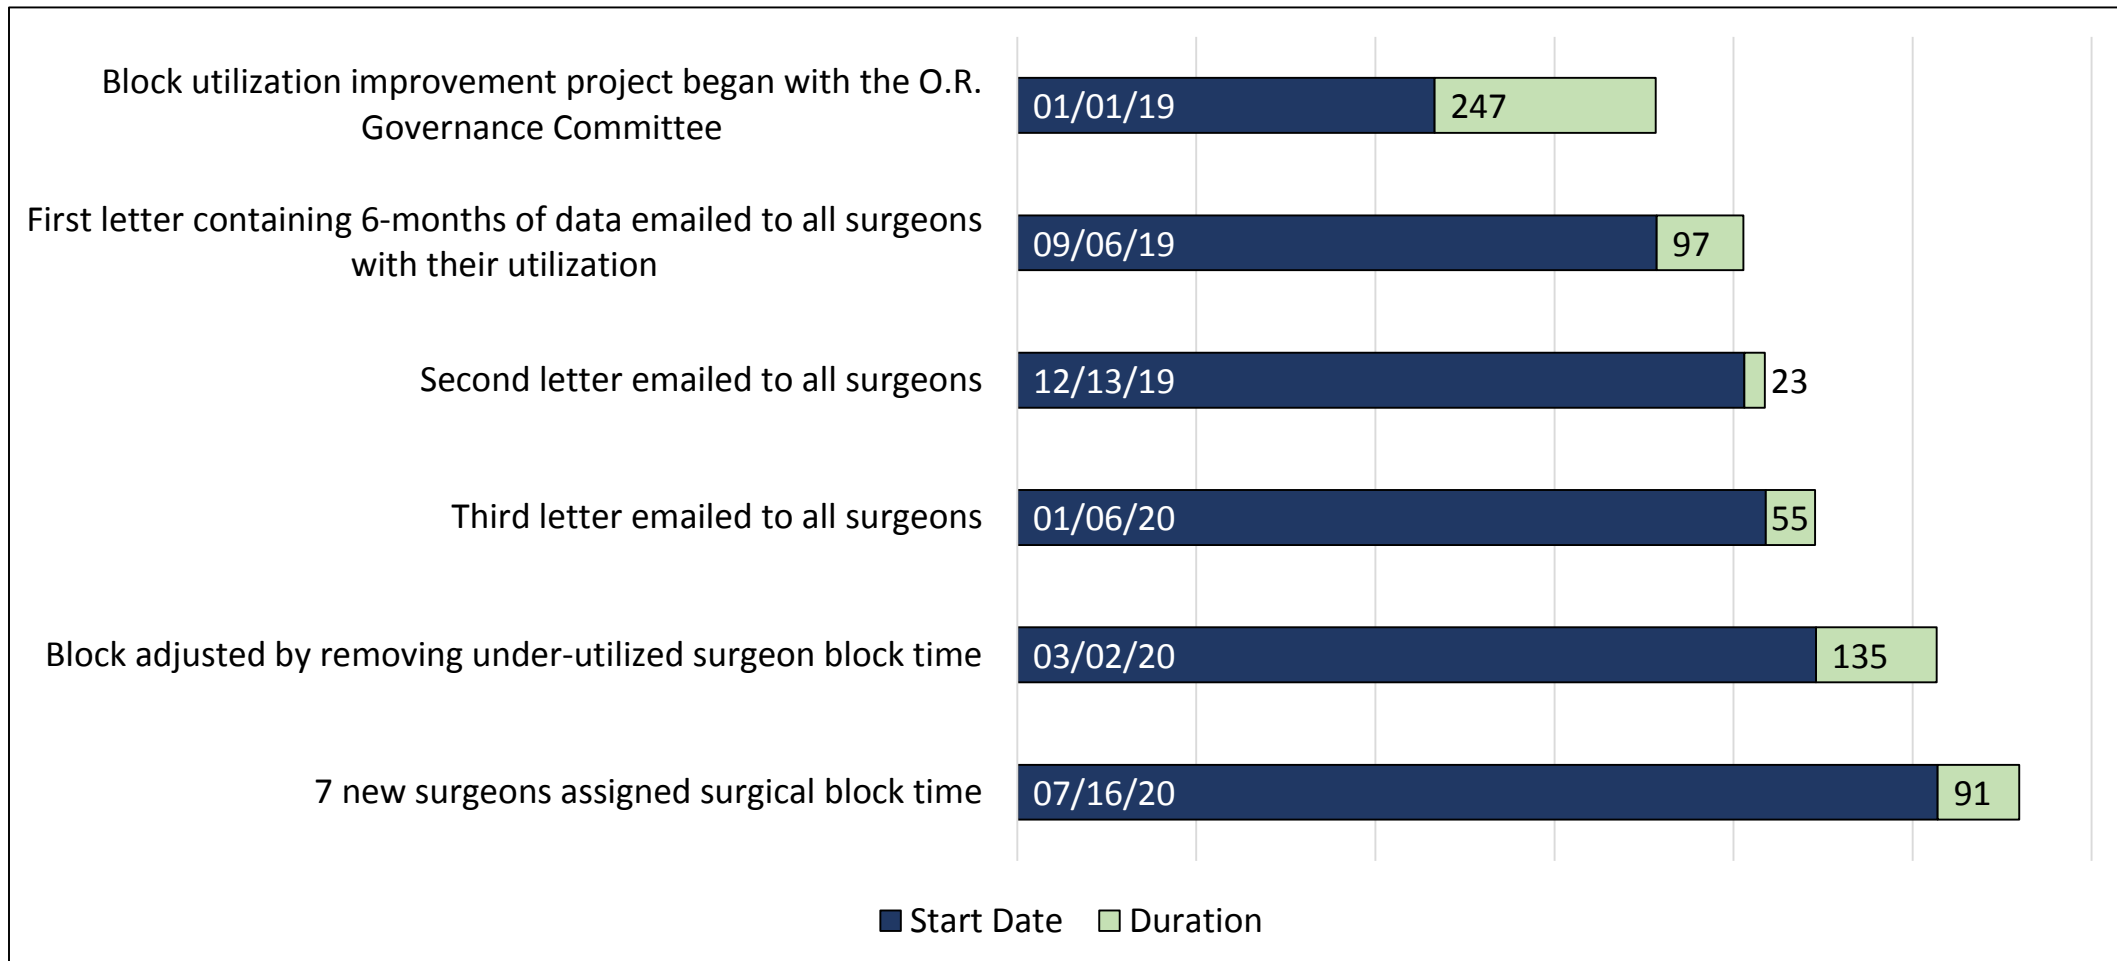 Block utilization improvement project began with the O.R.
Governance Committee
01/01/19
247
First letter containing 6-months of data emailed to all surgeons
with their utilization
09/06/19
97
Second letter emailed to all surgeons
12/13/19
23
Third letter emailed to all surgeons
01/06/20
55
Block adjusted by removing under-utilized surgeon block time
03/02/20
135
7 new surgeons assigned surgical block time
07/16/20
91
Start Date
Duration